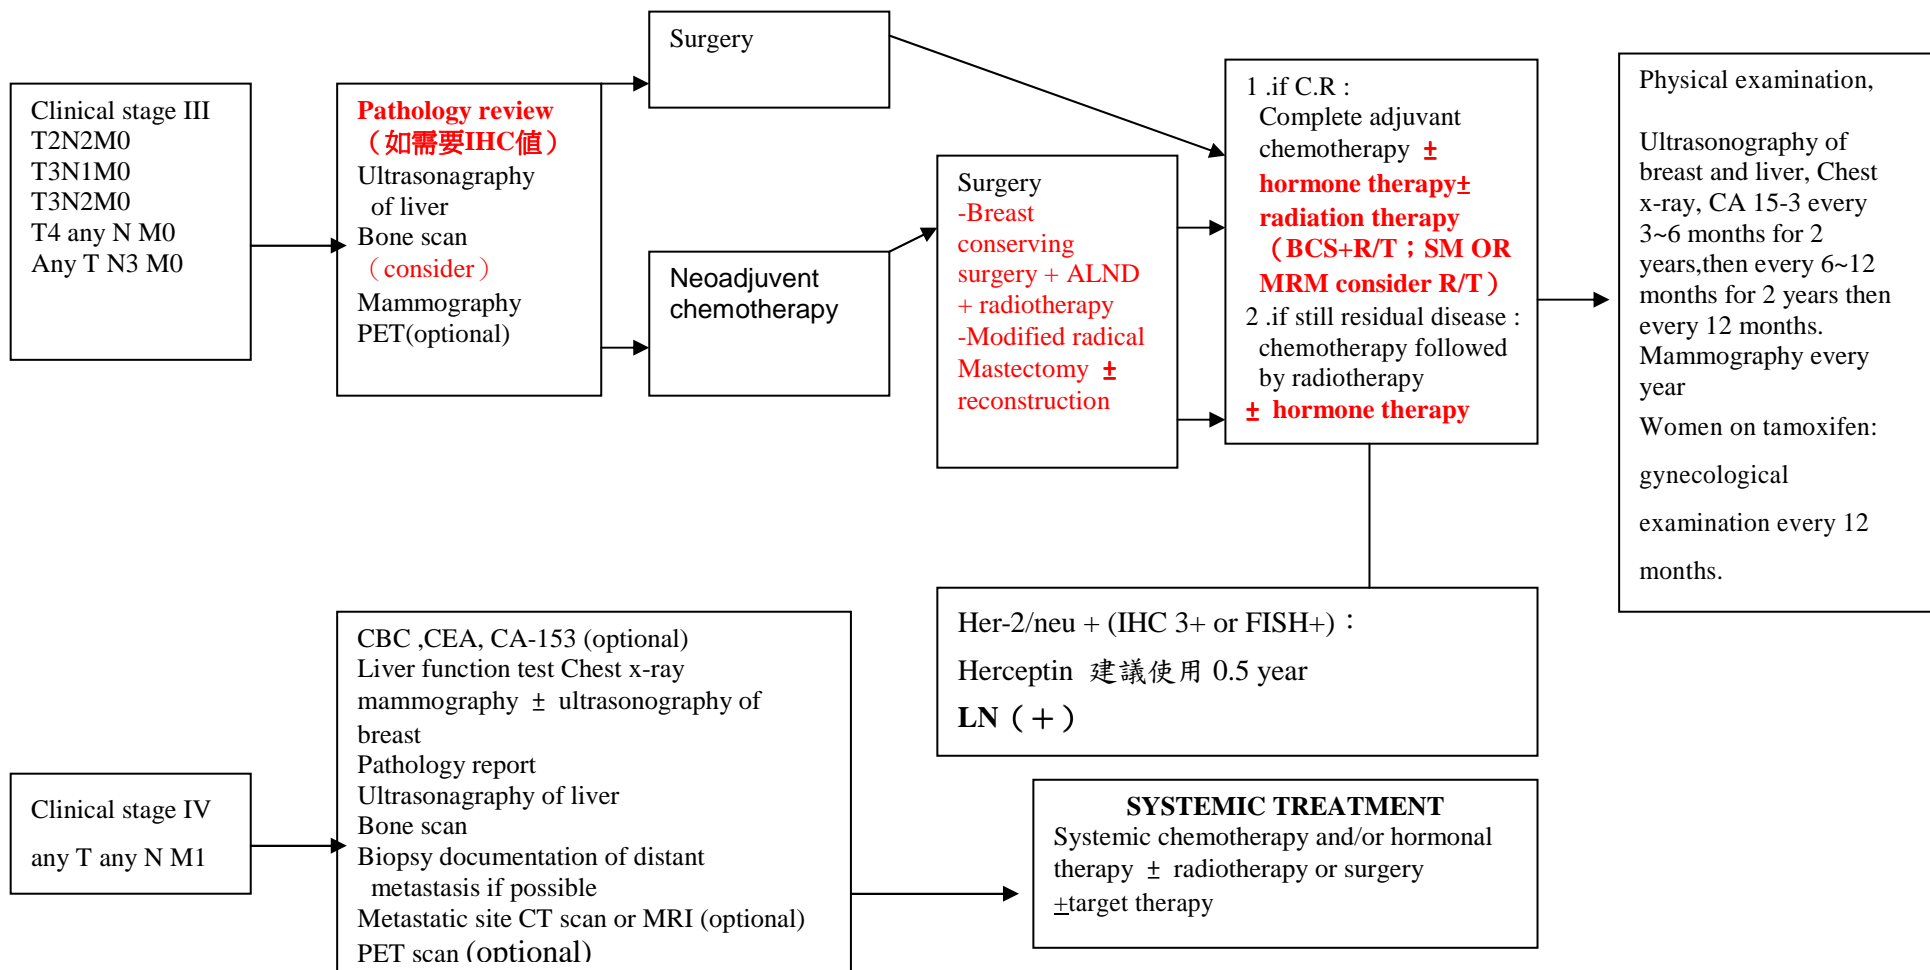 Clinical stage III
T2N2M0
T3N1M0
T3N2M0
T4 any N M0
Any T N3 M0
Pathology review
（如需要IHC值）
Ultrasonagraphy
of liver
Bone scan
（consider）
Mammography
PET(optional)
Surgery
Neoadjuvent
chemotherapy
Surgery
-Breast
conserving
surgery + ALND
+ radiotherapy
-Modified radical
Mastectomy ±
reconstruction
1 .if C.R :
Complete adjuvant
chemotherapy ±
hormone therapy±
radiation therapy
（BCS+R/T；SM OR
MRM consider R/T）
2 .if still residual disease :
chemotherapy followed
by radiotherapy
± hormone therapy
Physical examination,
Ultrasonography of
breast and liver, Chest
x-ray, CA 15-3 every
3~6 months for 2
years,then every 6~12
months for 2 years then
every 12 months.
Mammography every
year
Women on tamoxifen:
gynecological
examination every 12
months.
Her-2/neu + (IHC 3+ or FISH+)：
Herceptin 建議使用 0.5 year
LN（＋）
Clinical stage IV
any T any N M1
CBC ,CEA, CA-153 (optional)
Liver function test Chest x-ray
mammography ± ultrasonography of
breast
Pathology report
Ultrasonagraphy of liver
Bone scan
Biopsy documentation of distant
metastasis if possible
Metastatic site CT scan or MRI (optional)
PET scan (optional)
SYSTEMIC TREATMENT
Systemic chemotherapy and/or hormonal
therapy ± radiotherapy or surgery
±target therapy